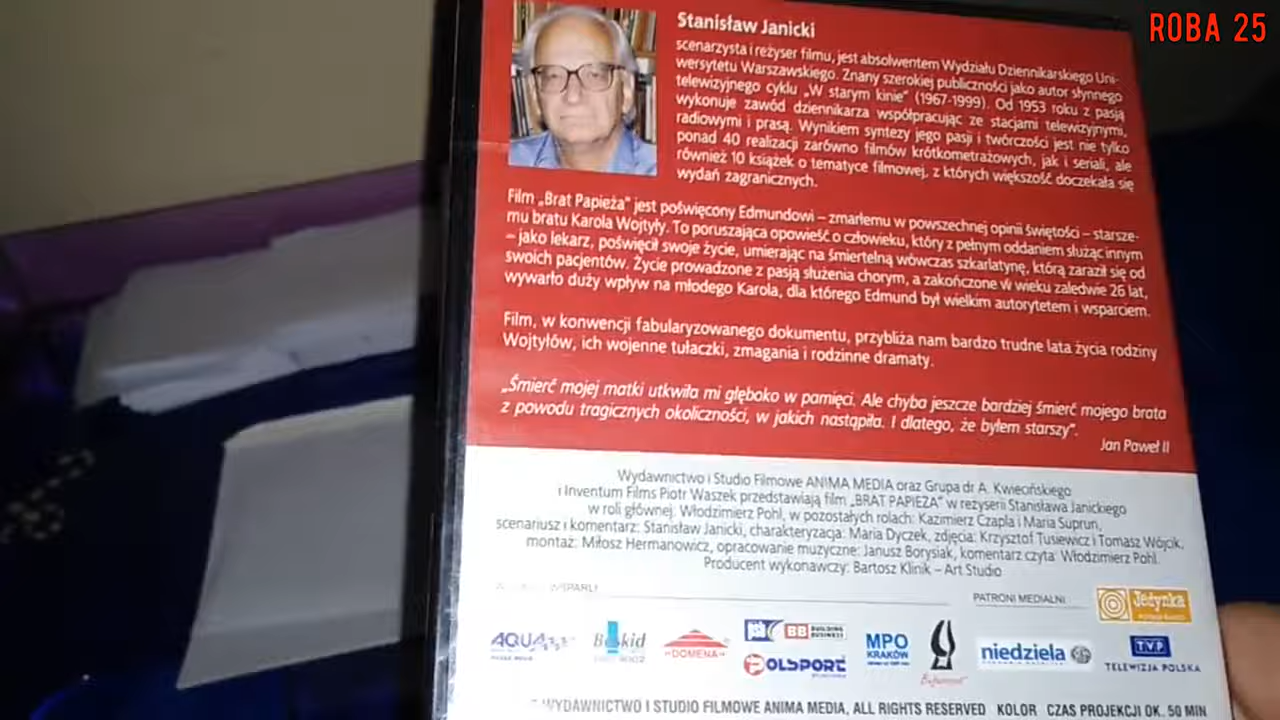 ROBA 25
Stanisław Janicki
scenarzysta i reżyser filmu, jest absolwentem Wydziału Dziennikarskiego Uni-
wersytetu Warszawskiego. Znany szerokiej publiczności jako autor słynnego
telewizyjnego cyklu „W starym kinie" (1967-1999). Od 1953 roku z pasją
wykonuje zawód dziennikarza współpracując ze stacjami telewizyjnymi,
radiowymi i prasą. Wynikiem syntezy jego pasji i twórczości jest nie tylko
ponad 40 realizacji zarówno filmów krótkometrażowych, jak i seriali, ale
również 10 książek o tematyce filmowej, z których większość doczekała się
wydań zagranicznych.
Film „Brat Papieża" jest poświęcony Edmundowi – zmarłemu w powszechnej opinii świętości – starsze-
mu bratu Karola Wojtyły. To poruszająca opowieść o człowieku, który z pełnym oddaniem służąc innym
– jako lekarz, poświęcił swoje życie, umierając na śmiertelną wówczas szkarlatynę, którą zaraził się od
swoich pacjentów. Życie prowadzone z pasją służenia chorym, a zakończone w wieku zaledwie 26 lat,
wywarło duży wpływ na młodego Karola, dla którego Edmund był wielkim autorytetem i wsparciem.
Film, w konwencji fabularyzowanego dokumentu, przybliża nam bardzo trudne lata życia rodziny
Wojtyłów, ich wojenne tułaczki, zmagania i rodzinne dramaty.
„Śmierć mojej matki utkwiła mi głęboko w pamięci. Ale chyba jeszcze bardziej śmierć mojego brata
z powodu tragicznych okoliczności, w jakich nastąpiła. I dlatego, że byłem starszy".
Jan Paweł II
Wydawnictwo i Studio Filmowe ANIMA MEDIA oraz Grupa dr A. Kwiecińskiego
i Inventum Films Piotr Waszek przedstawiają film „BRAT PAPIEŻA" w reżyserii Stanisława Janickiego
w roli głównej: Włodzimierz Pohl, w pozostałych rolach: Kazimierz Czapla i Maria Suprun,
scenariusz i komentarz: Stanisław Janicki, charakteryzacja: Maria Dyczek, zdjęcia: Krzysztof Tusiewicz i Tomasz Wójcik,
montaż: Miłosz Hermanowicz, opracowanie muzyczne: Janusz Borysiak, komentarz czyta: Włodzimierz Pohl.
Producent wykonawczy: Bartosz Klinik – Art Studio
WSPARLI
PATRONI MEDIALNI
Jedynka
AQUA
Beskid
DOMENA
BB BUILDING BUSINESS
POLSPORT
MPO
KRAKÓW
niedziela
TVP
TELEWIZJA POLSKA
WYDAWNICTWO I STUDIO FILMOWE ANIMA MEDIA, ALL RIGHTS RESERVED KOLOR CZAS PROJEKCJI OK. 50 MIN